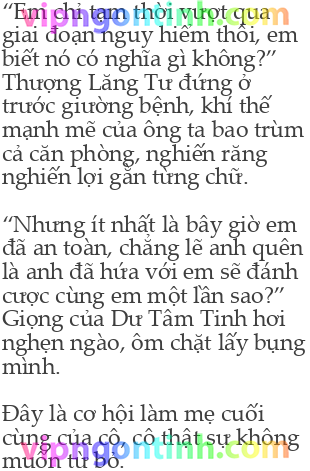 “Em chỉ tạm thời vượt qua
giai đoạn nguy hiểm thôi, em
biết nó có nghĩa gì không?”
Thượng Lăng Tư đứng ở
trước giường bệnh, khí thế
mạnh mẽ của ông ta bao trùm
cả căn phòng, nghiến răng
nghiến lợi gằn từng chữ.
“Nhưng ít nhất là bây giờ em
đã an toàn, chẳng lẽ anh quên
là anh đã hứa với em sẽ đánh
cược cùng em một lần sao?”
Giọng của Dư Tâm Tinh hơi
nghẹn ngào, ôm chặt lấy bụng
mình.
Đây là cơ hội làm mẹ cuối
cùng của cô, cô thật sự không
muốn từ bỏ.
vipngontinh.com
vipngontinh.com